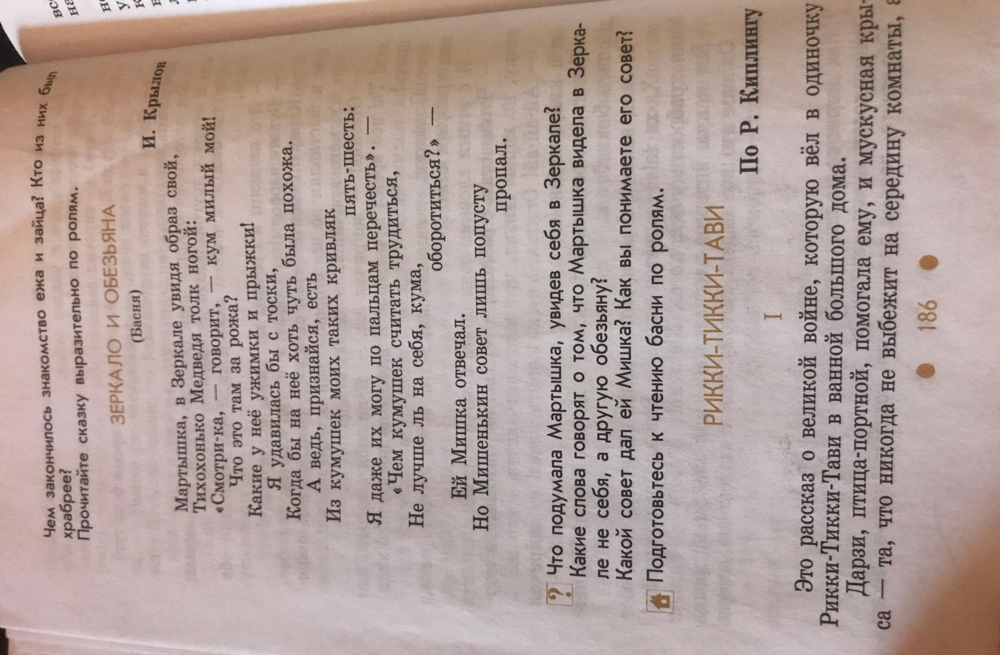 Чем закончилось знакомство ежа и зайца? Кто из них был
храбрее?
Прочитайте сказку выразительно по ролям.
ЗЕРКАЛО И ОБЕЗЬЯНА
(Басня)
И. Крылов
Мартышка, в Зеркале увидя образ свой,
Тихохонько Медведя толк ногой:
«Смотри-ка, — говорит, — кум милый мой!
Что это там за рожа?
Какие у неё ужимки и прыжки!
Я удавилась бы с тоски,
Когда бы на неё хоть чуть была похожа.
А ведь, признайся, есть
Из кумушек моих таких кривляк
пять-шесть:
Я даже их могу по пальцам перечесть». —
«Чем кумушек считать трудиться,
Не лучше ль на себя, кума,
оборотиться?» —
Ей Мишка отвечал.
Но Мишенькин совет лишь попусту
пропал.
? Что подумала Мартышка, увидев себя в Зеркале?
Какие слова говорят о том, что Мартышка видела в Зерка-
ле не себя, а другую обезьяну?
Какой совет дал ей Мишка? Как вы понимаете его совет?
Подготовьтесь к чтению басни по ролям.
РИККИ-ТИККИ-ТАВИ
По Р. Киплингу
I
Это рассказ о великой войне, которую вёл в одиночку
Рикки-Тикки-Тави в ванной большого дома.
Дарзи, птица-портной, помогала ему, и мускусная кры-
са — та, что никогда не выбежит на середину комнаты, а
● 186 ●